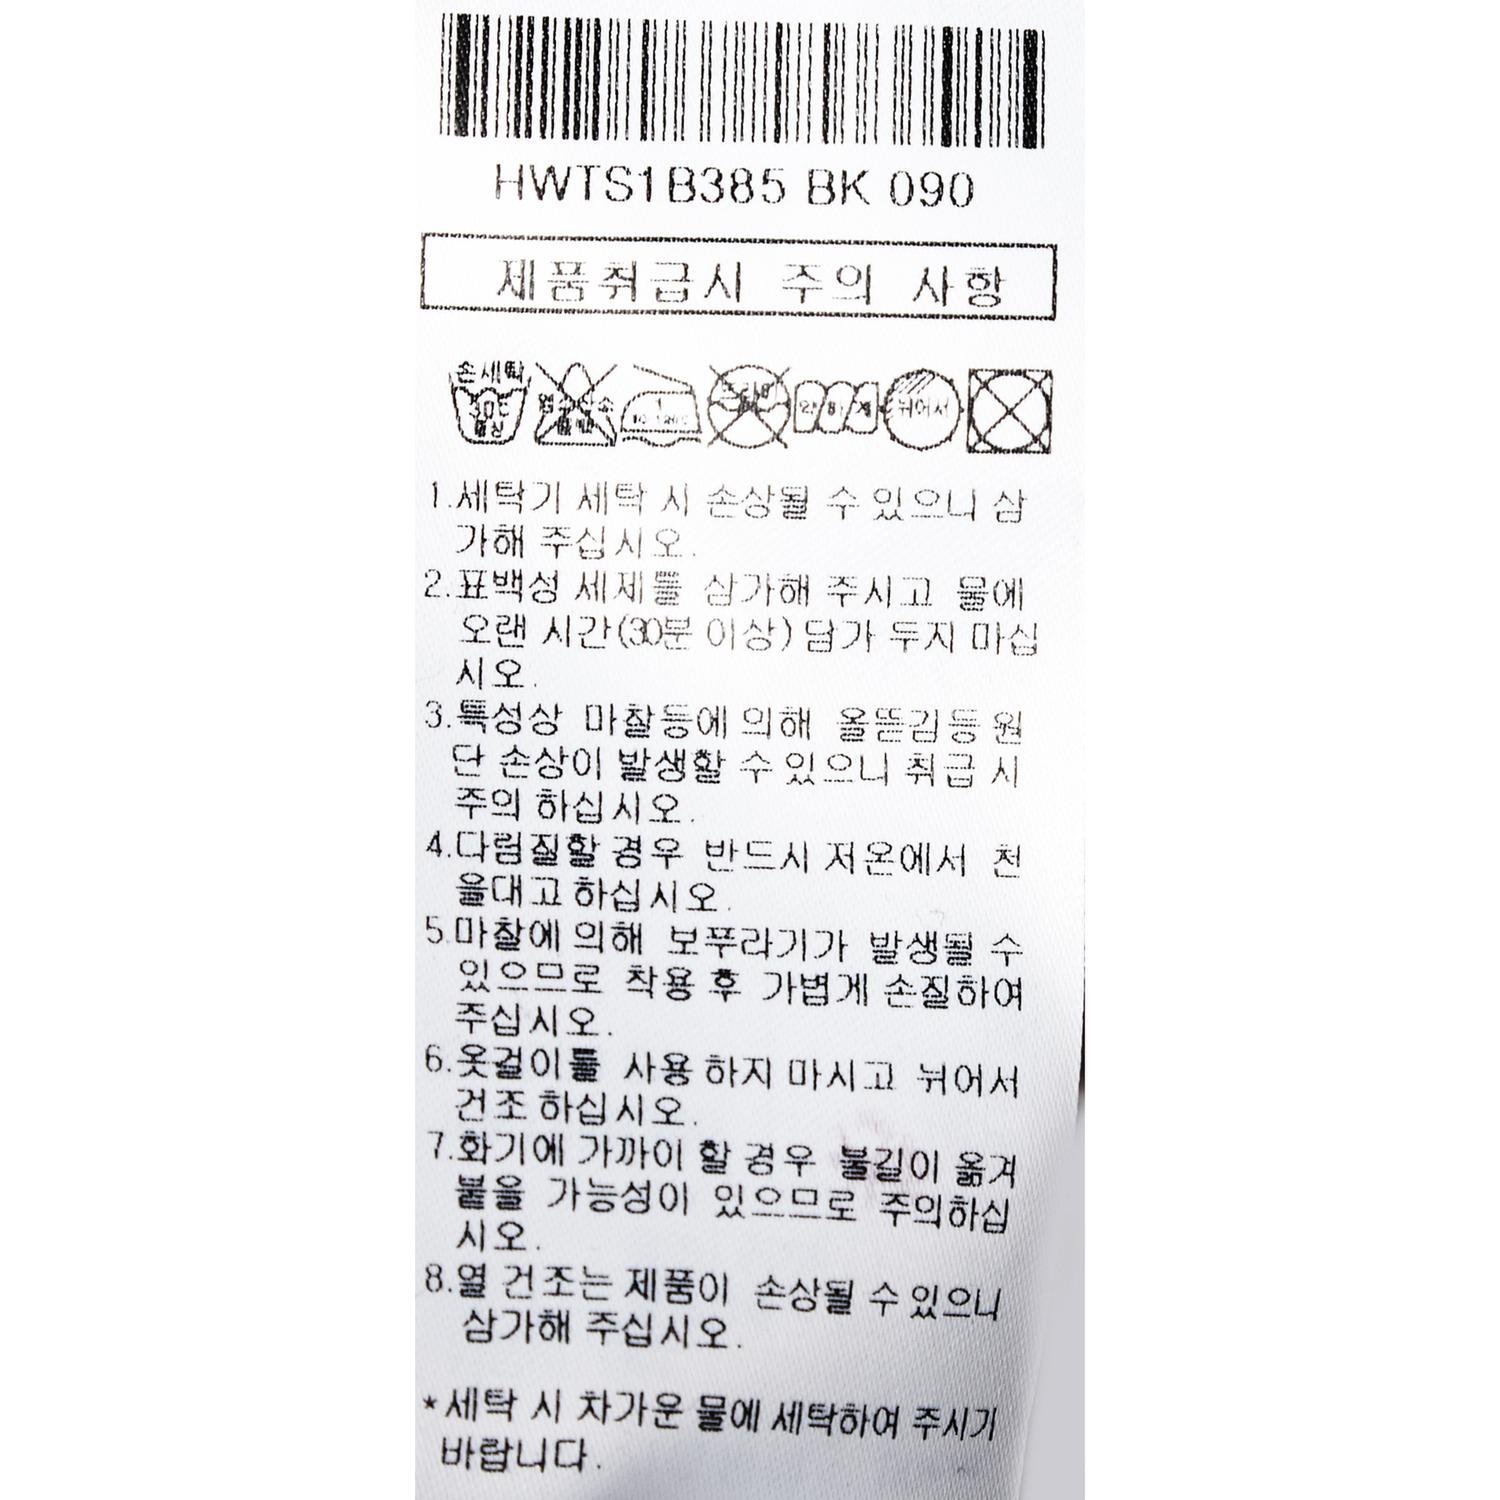 HWTS1B385 BK 090
제품취급시 주의 사항
손세탁
30℃
중성
뉘어서
1.세탁기 세탁 시 손상될 수 있으니 삼
가해 주십시오.
2.표백성 세제를 삼가해 주시고 물에
오랜 시간(30분 이상) 담가 두지 마십
시오.
3.특성상 마찰등에 의해 올뜯김등 원
단 손상이 발생할 수 있으니 취급 시
주의 하십시오.
4.다림질할 경우 반드시 저온에서 천
을대고 하십시오.
5.마찰에 의해 보푸라기가 발생될 수
있으므로 착용 후 가볍게 손질하여
주십시오.
6.옷걸이를 사용 하지 마시고 뉘어서
건조 하십시오.
7.화기에 가까이 할 경우 불길이 옮겨
붙을 가능성이 있으므로 주의하십
시오.
8.열 건조는 제품이 손상될 수 있으니
삼가해 주십시오.
*세탁 시 차가운 물에 세탁하여 주시기
바랍니다.